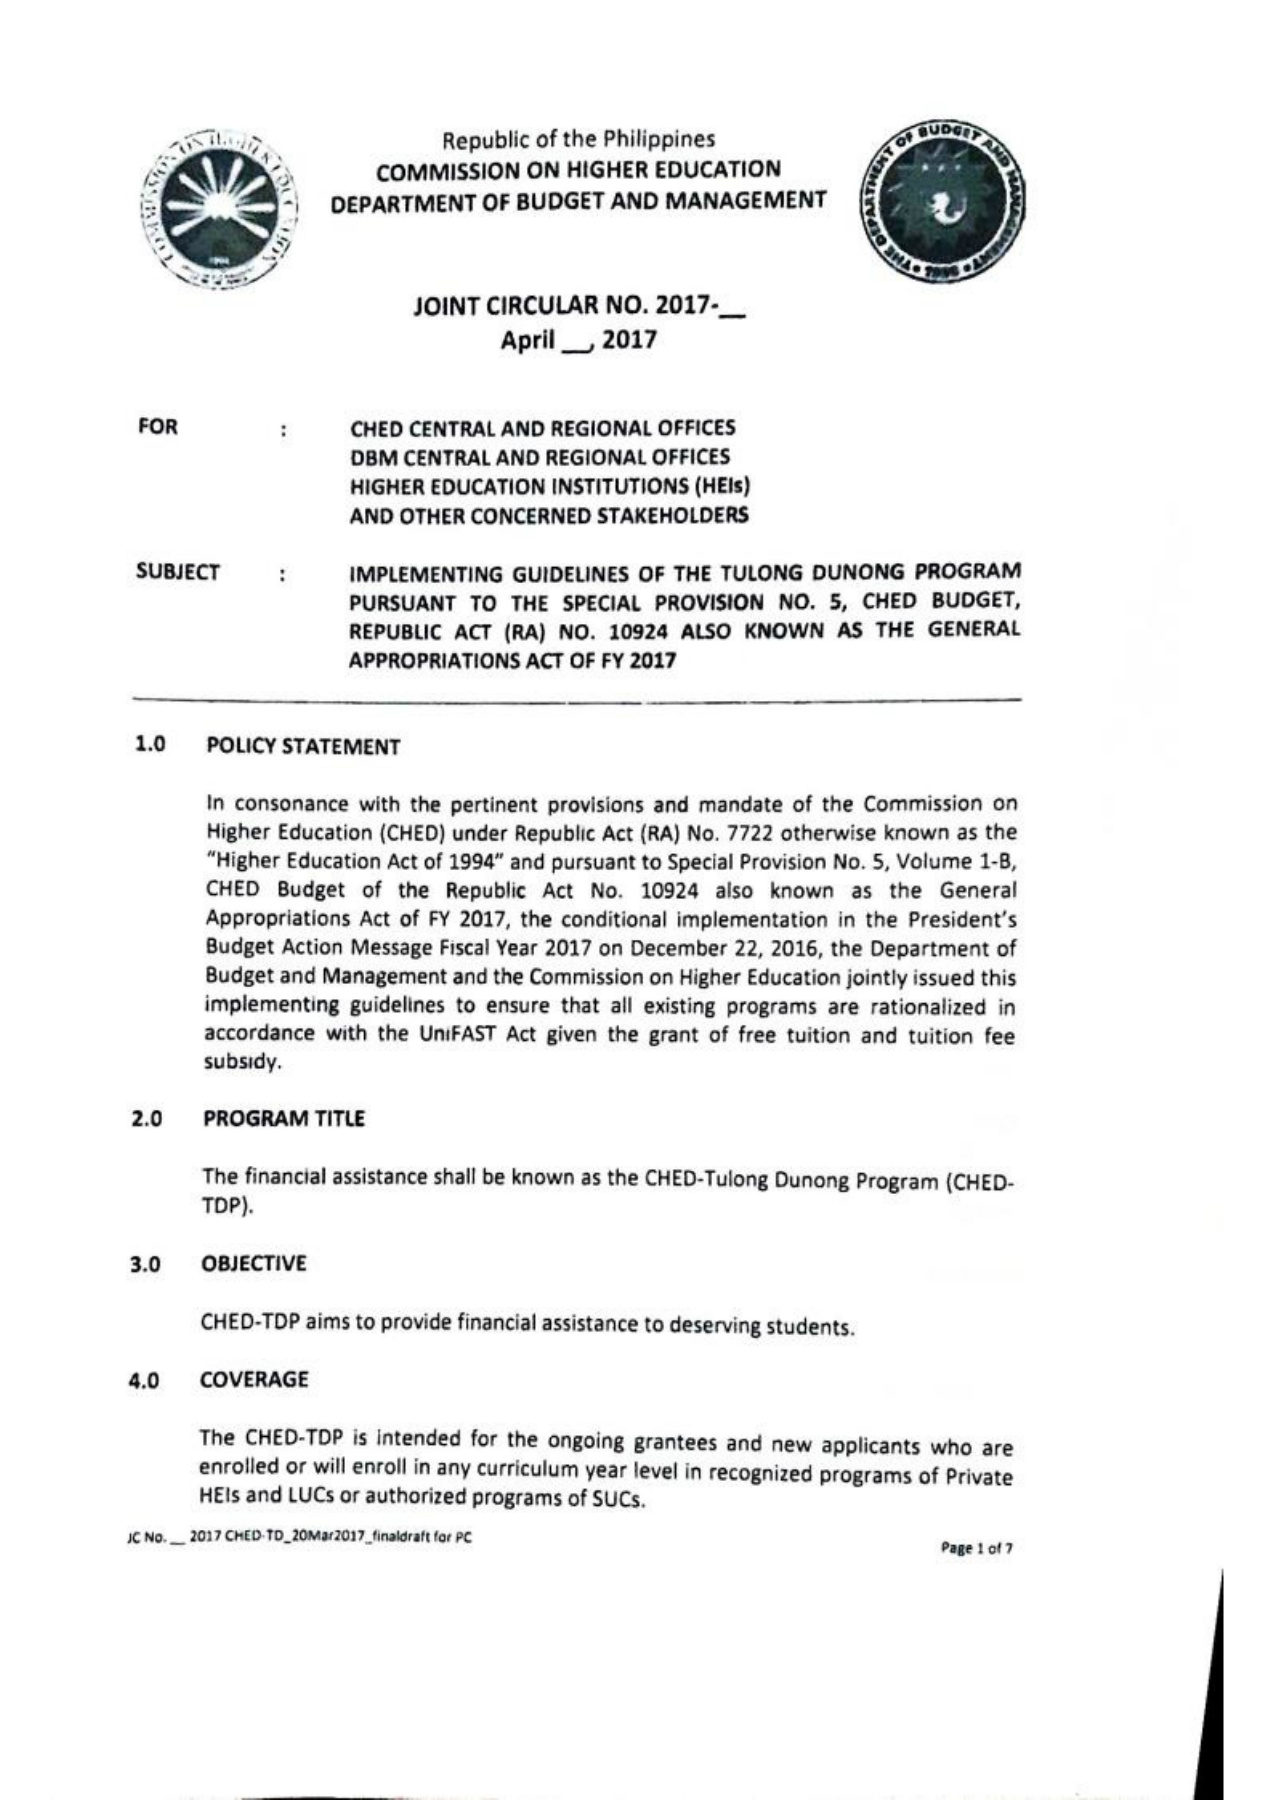 Republic of the Philippines
COMMISSION ON HIGHER EDUCATION
DEPARTMENT OF BUDGET AND MANAGEMENT
COMMISSION ON HIGHER EDUCATION
1994
THE DEPARTMENT OF BUDGET AND MANAGEMENT
JOINT CIRCULAR NO. 2017-__
April __, 2017
FOR : CHED CENTRAL AND REGIONAL OFFICES
DBM CENTRAL AND REGIONAL OFFICES
HIGHER EDUCATION INSTITUTIONS (HEIs)
AND OTHER CONCERNED STAKEHOLDERS
SUBJECT : IMPLEMENTING GUIDELINES OF THE TULONG DUNONG PROGRAM
PURSUANT TO THE SPECIAL PROVISION NO. 5, CHED BUDGET,
REPUBLIC ACT (RA) NO. 10924 ALSO KNOWN AS THE GENERAL
APPROPRIATIONS ACT OF FY 2017
1.0 POLICY STATEMENT
In consonance with the pertinent provisions and mandate of the Commission on
Higher Education (CHED) under Republic Act (RA) No. 7722 otherwise known as the
"Higher Education Act of 1994" and pursuant to Special Provision No. 5, Volume 1-B,
CHED Budget of the Republic Act No. 10924 also known as the General
Appropriations Act of FY 2017, the conditional implementation in the President's
Budget Action Message Fiscal Year 2017 on December 22, 2016, the Department of
Budget and Management and the Commission on Higher Education jointly issued this
implementing guidelines to ensure that all existing programs are rationalized in
accordance with the UniFAST Act given the grant of free tuition and tuition fee
subsidy.
2.0 PROGRAM TITLE
The financial assistance shall be known as the CHED-Tulong Dunong Program (CHED-
TDP).
3.0 OBJECTIVE
CHED-TDP aims to provide financial assistance to deserving students.
4.0 COVERAGE
The CHED-TDP is intended for the ongoing grantees and new applicants who are
enrolled or will enroll in any curriculum year level in recognized programs of Private
HEIs and LUCs or authorized programs of SUCs.
JC No. __ 2017 CHED-TD_20Mar2017_finaldraft for PC
Page 1 of 7